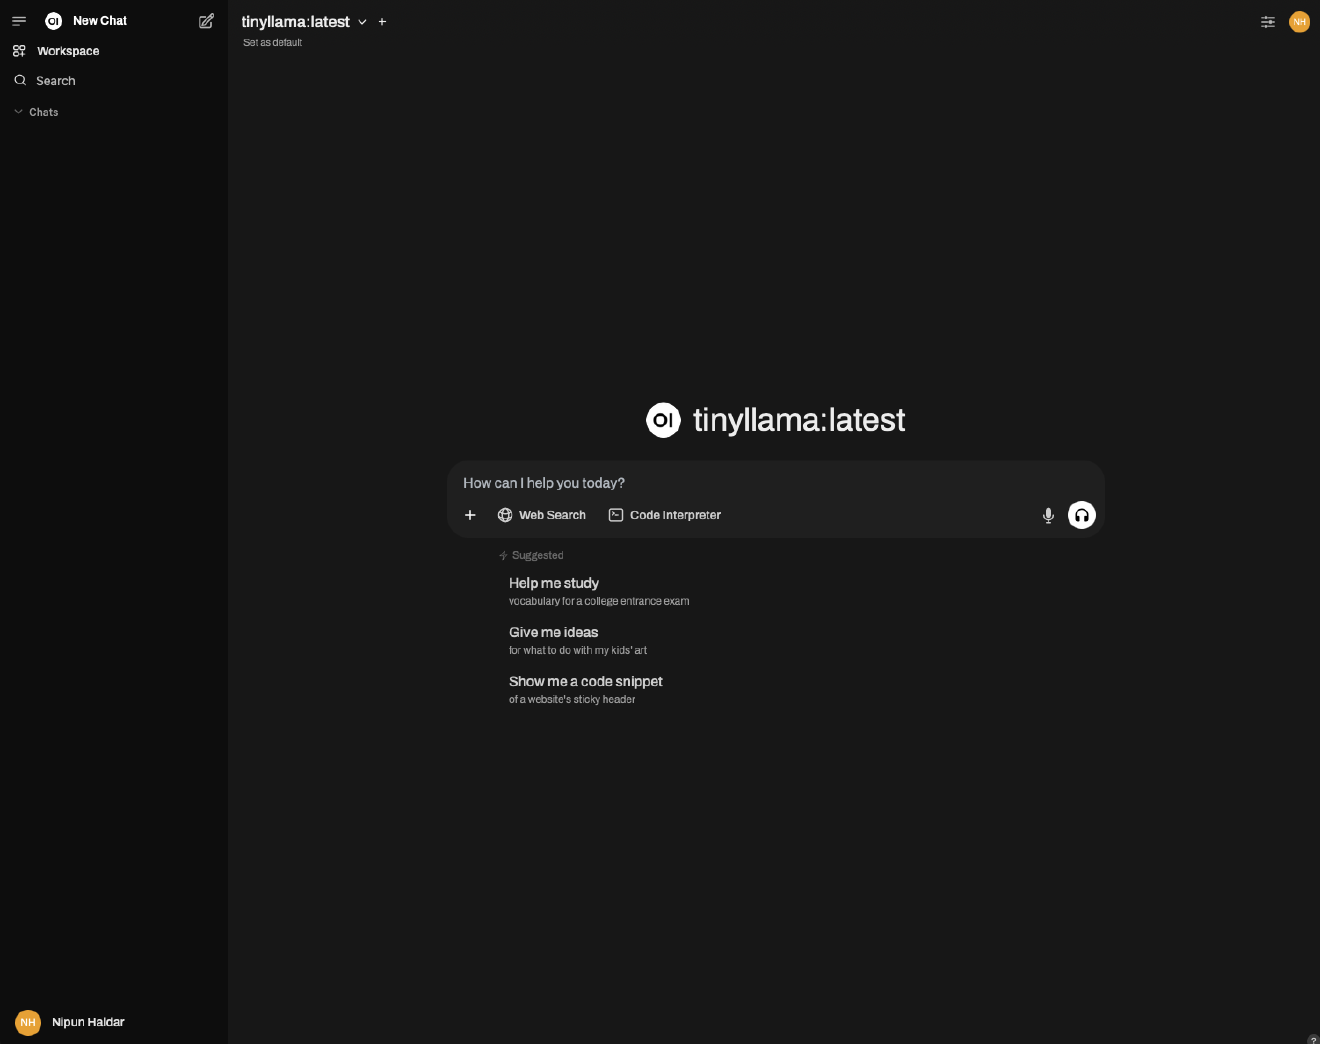 OI New Chat
Workspace
Search
Chats
tinyllama:latest
Set as default
NH
OI tinyllama:latest
How can I help you today?
Web Search Code Interpreter
Suggested
Help me study
vocabulary for a college entrance exam
Give me ideas
for what to do with my kids' art
Show me a code snippet
of a website's sticky header
NH Nipun Haldar
?